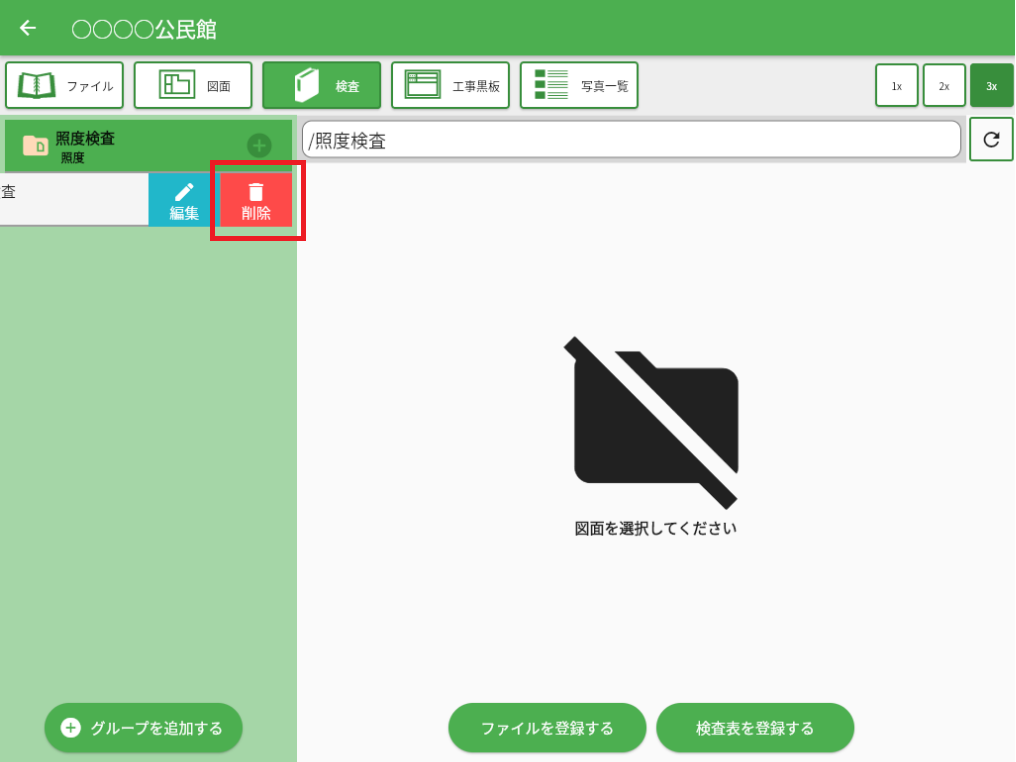 ○○○○公民館
ファイル 図面 検査 工事黒板 写真一覧 1x 2x 3x
照度検査
照度
/照度検査
査
編集 削除
図面を選択してください
グループを追加する
ファイルを登録する 検査表を登録する